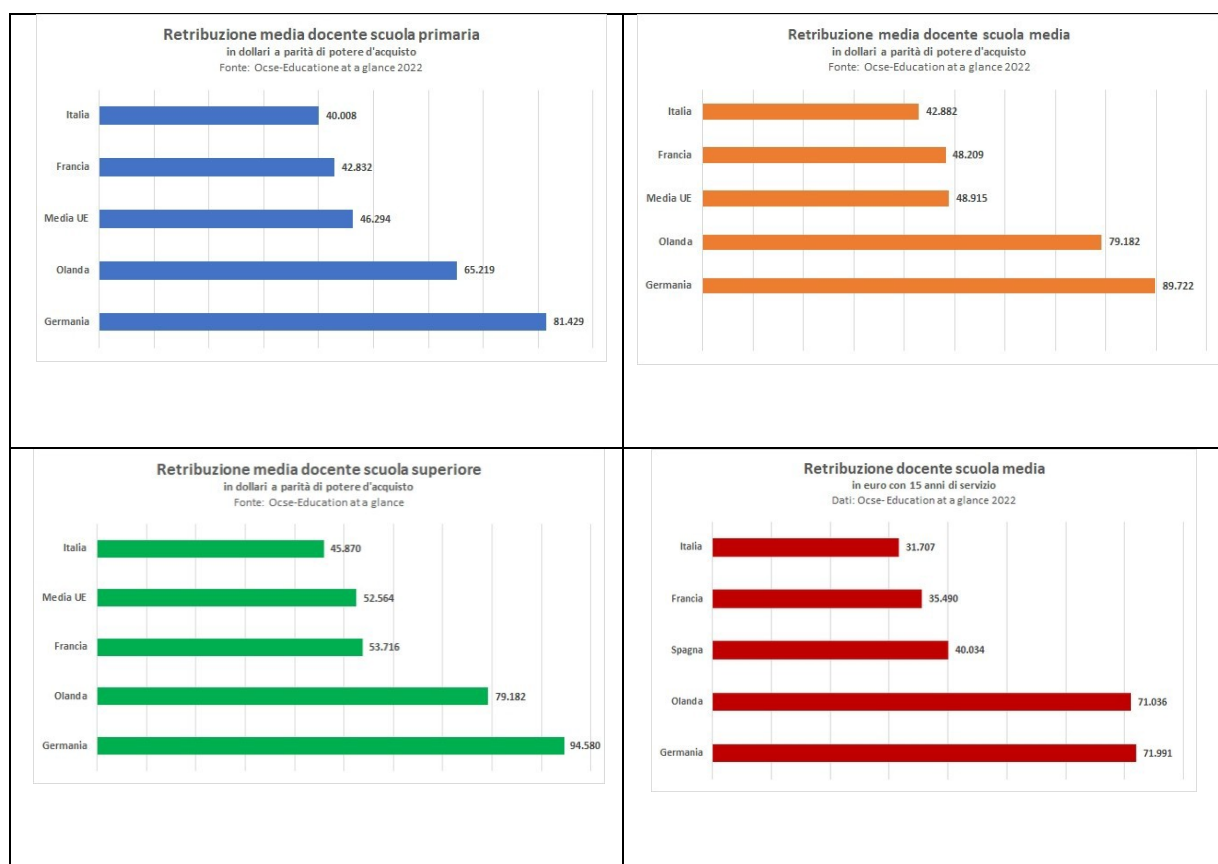 Retribuzione media docente scuola primaria
in dollari a parità di potere d'acquisto
Fonte: Ocse-Educatione at a glance 2022
Italia 40.008
Francia 42.832
Media UE 46.294
Olanda 65.219
Germania 81.429
Retribuzione media docente scuola media
in dollari a parità di potere d'acquisto
Fonte: Ocse-Education at a glance 2022
Italia 42.882
Francia 48.209
Media UE 48.915
Olanda 79.182
Germania 89.722
Retribuzione media docente scuola superiore
in dollari a parità di potere d'acquisto
Fonte: Ocse-Education at a glance
Italia 45.870
Media UE 52.564
Francia 53.716
Olanda 79.182
Germania 94.580
Retribuzione docente scuola media
in euro con 15 anni di servizio
Dati: Ocse- Education at a glance 2022
Italia 31.707
Francia 35.490
Spagna 40.034
Olanda 71.036
Germania 71.991